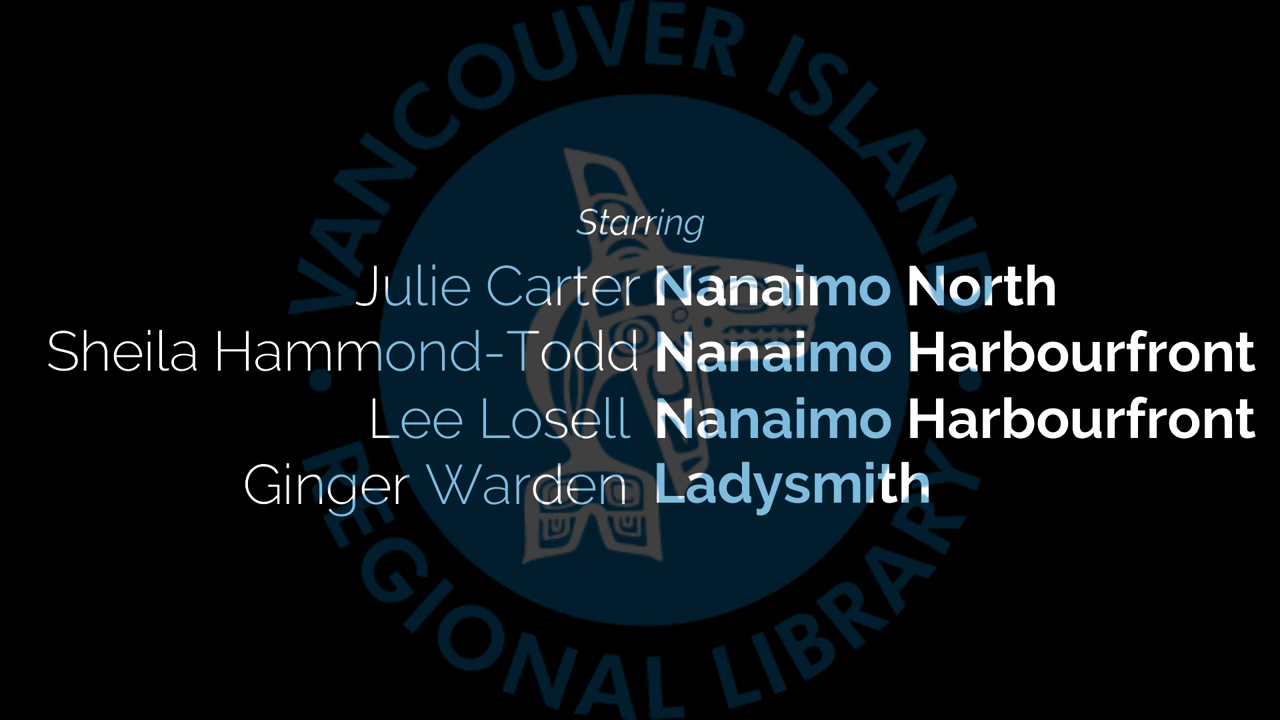 VANCOUVER ISLAND
Starring
Julie Carter Nanaimo North
Sheila Hammond-Todd Nanaimo Harbourfront
Lee Losell Nanaimo Harbourfront
Ginger Warden Ladysmith
REGIONAL LIBRARY